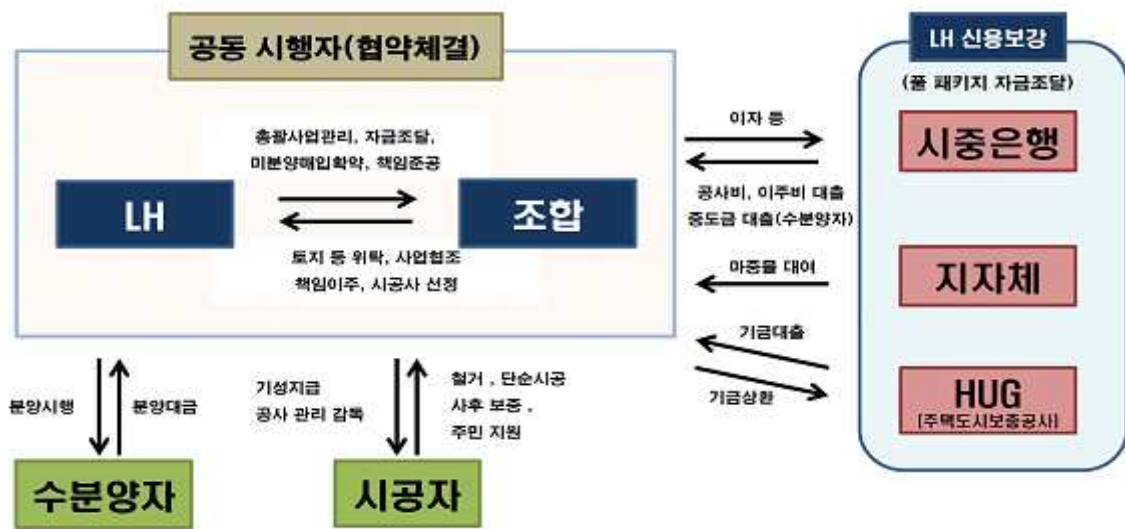 공동 시행자(협약체결)
LH 신용보강
(풀 패키지 자금조달)
총괄사업관리, 자금조달,
미분양매입확약, 책임준공
LH
조합
토지 등 위탁, 사업협조
책임이주, 시공사 선정
이자 등
공사비, 이주비 대출
중도금 대출(수분양자)
마중물 대여
기금대출
기금상환
시중은행
지자체
HUG
[주택도시보증공사]
분양시행
분양대금
기성지급
공사 관리 감독
철거 , 단순시공
사후 보증 ,
주민 지원
수분양자
시공자